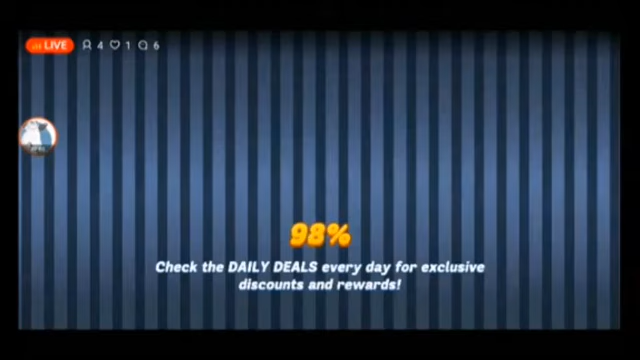 LIVE 4 1 6
98%
Check the DAILY DEALS every day for exclusive
discounts and rewards!